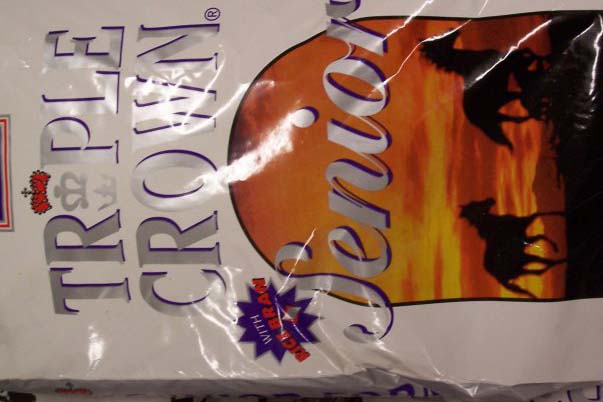 TRIPLE
CROWN®
Senior
WITH
RICE BRAN